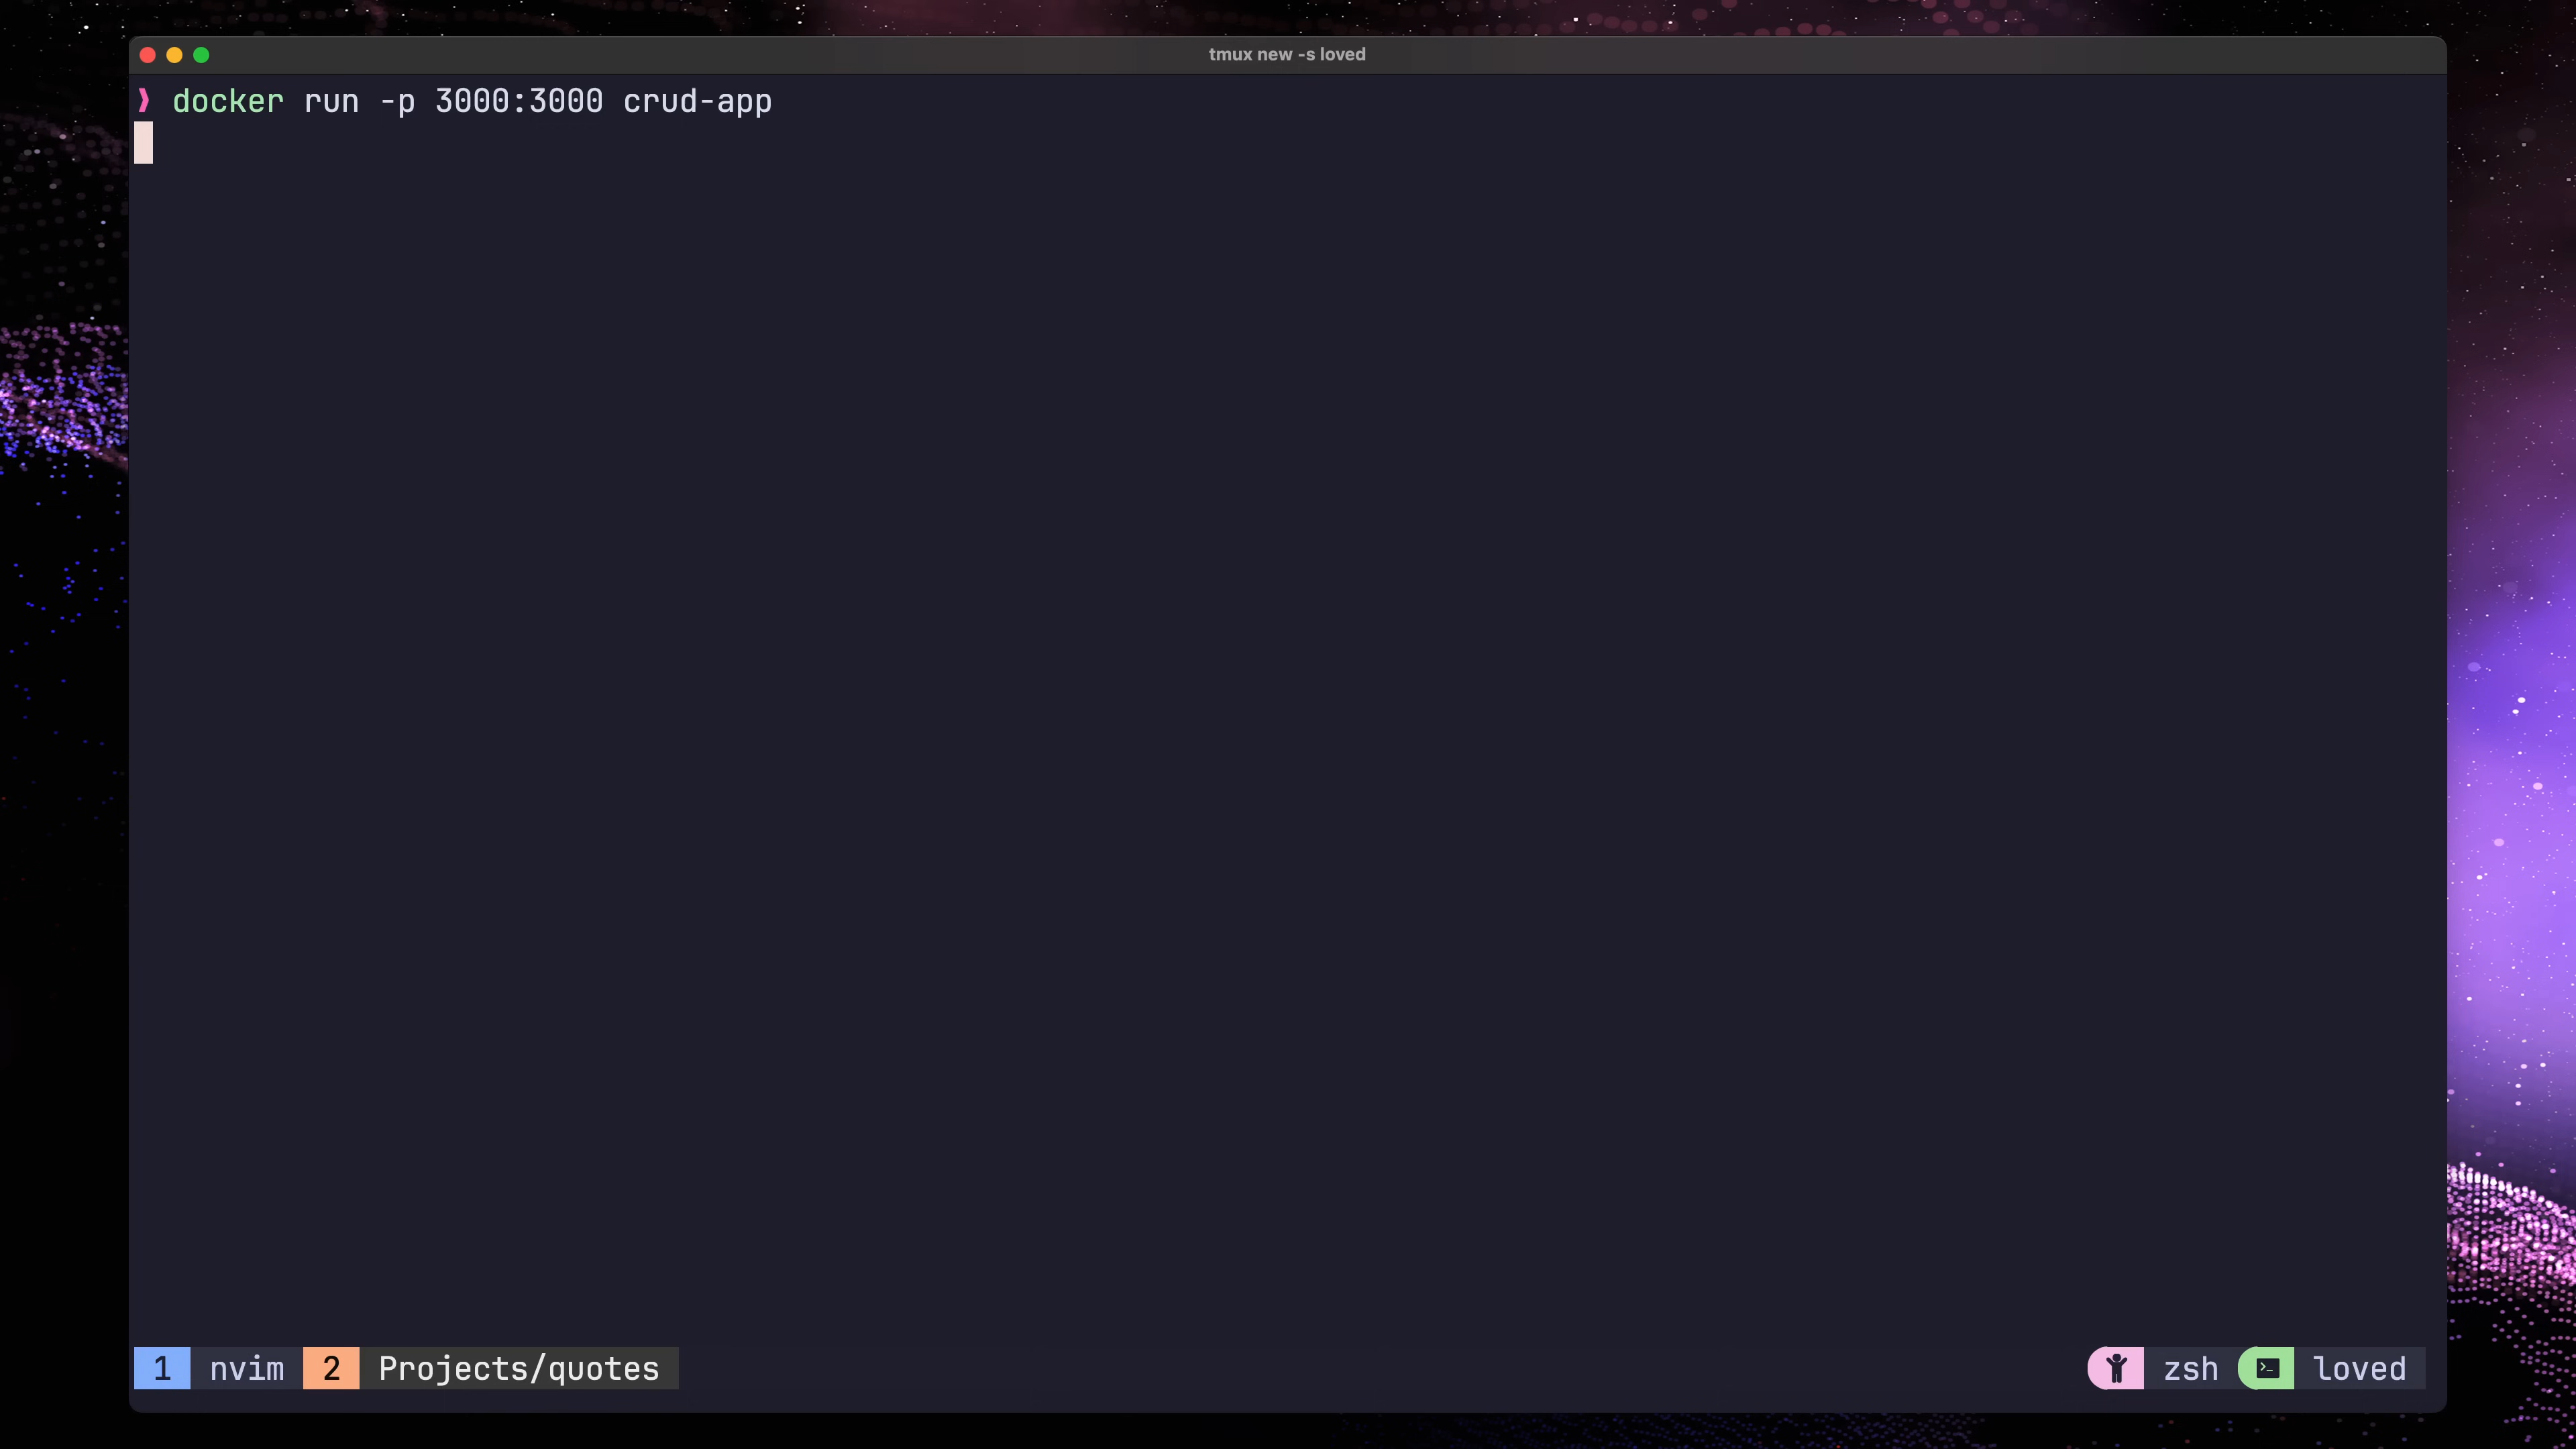 tmux new -s loved
❯ docker run -p 3000:3000 crud-app
1 nvim 2 Projects/quotes
zsh loved